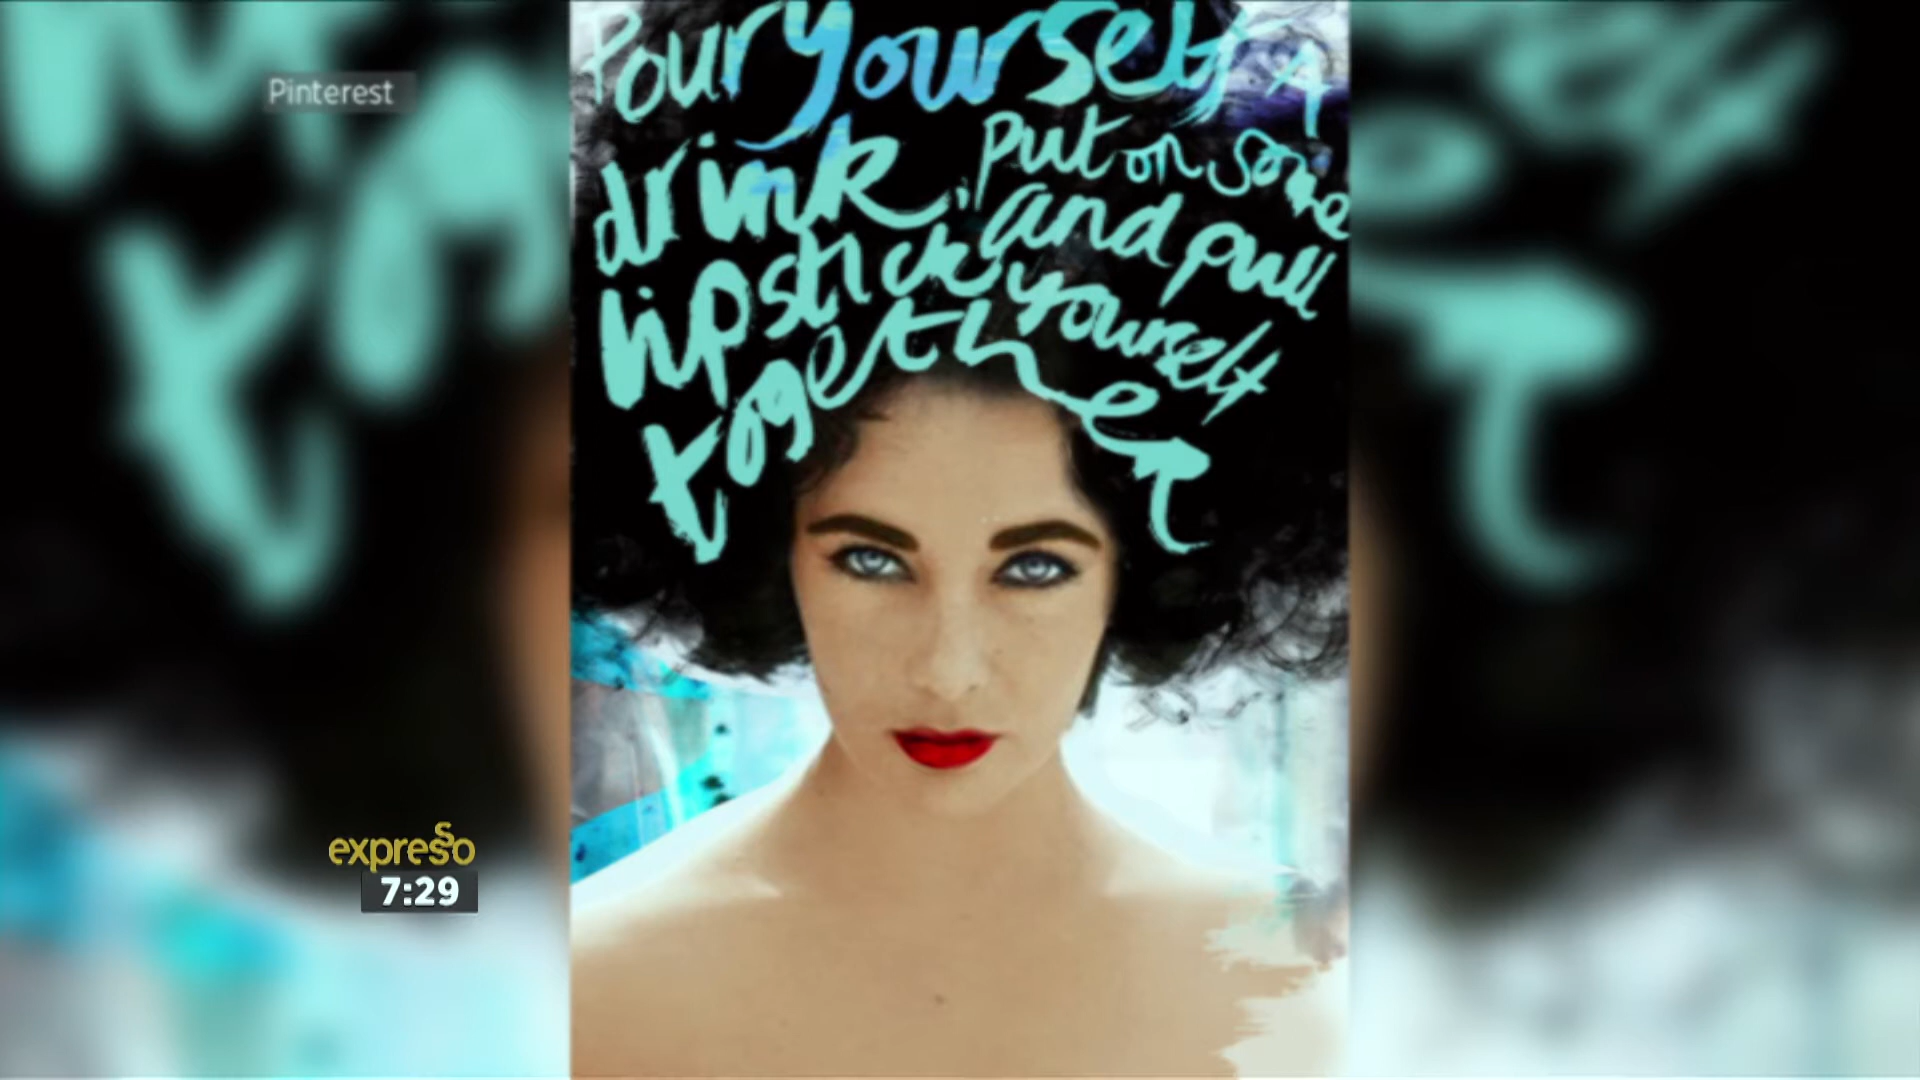 Pinterest
Pour yourself A
drink, put on some
lipstick and pull
yourself
together
expresso
7:29